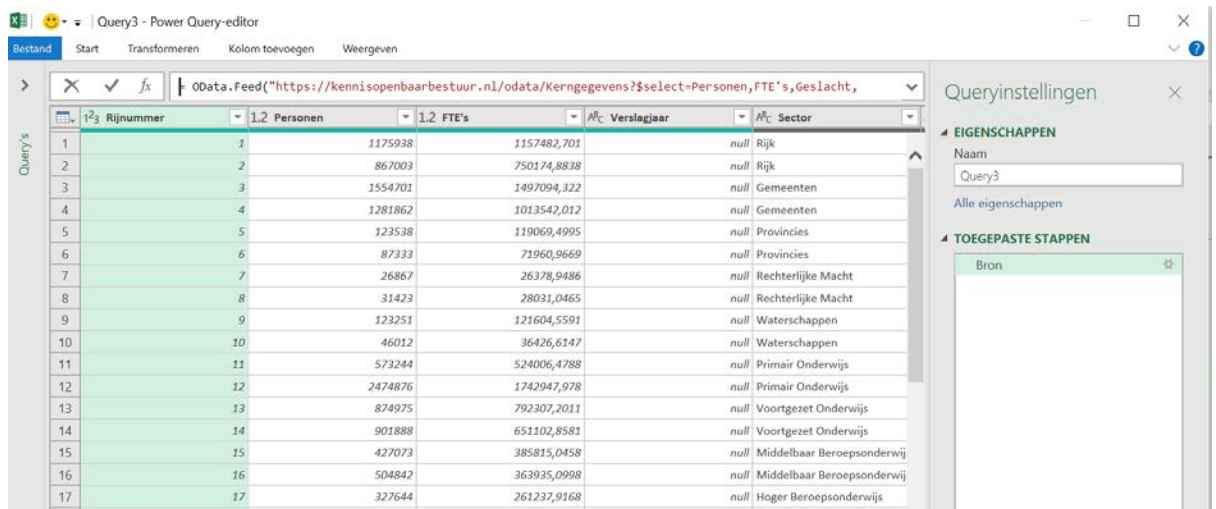 Query3 - Power Query-editor
Bestand Start Transformeren Kolom toevoegen Weergeven
fx = OData.Feed("https://kennisopenbaarbestuur.nl/odata/Kerngegevens?$select=Personen,FTE's,Geslacht,
Query's
1²3 Rijnummer 1.2 Personen 1.2 FTE's ABC Verslagjaar ABC Sector
1 1 1175938 1157482,701 null Rijk
2 2 867003 750174,8838 null Rijk
3 3 1554701 1497094,322 null Gemeenten
4 4 1281862 1013542,012 null Gemeenten
5 5 123538 119069,4995 null Provincies
6 6 87333 71960,9669 null Provincies
7 7 26867 26378,9486 null Rechterlijke Macht
8 8 31423 28031,0465 null Rechterlijke Macht
9 9 123251 121604,5591 null Waterschappen
10 10 46012 36426,6147 null Waterschappen
11 11 573244 524006,4788 null Primair Onderwijs
12 12 2474876 1742947,978 null Primair Onderwijs
13 13 874975 792307,2011 null Voortgezet Onderwijs
14 14 901888 651102,8581 null Voortgezet Onderwijs
15 15 427073 385815,0458 null Middelbaar Beroepsonderwij
16 16 504842 363935,0998 null Middelbaar Beroepsonderwij
17 17 327644 261237,9168 null Hoger Beroepsonderwijs
Queryinstellingen
EIGENSCHAPPEN
Naam
Query3
Alle eigenschappen
TOEGEPASTE STAPPEN
Bron